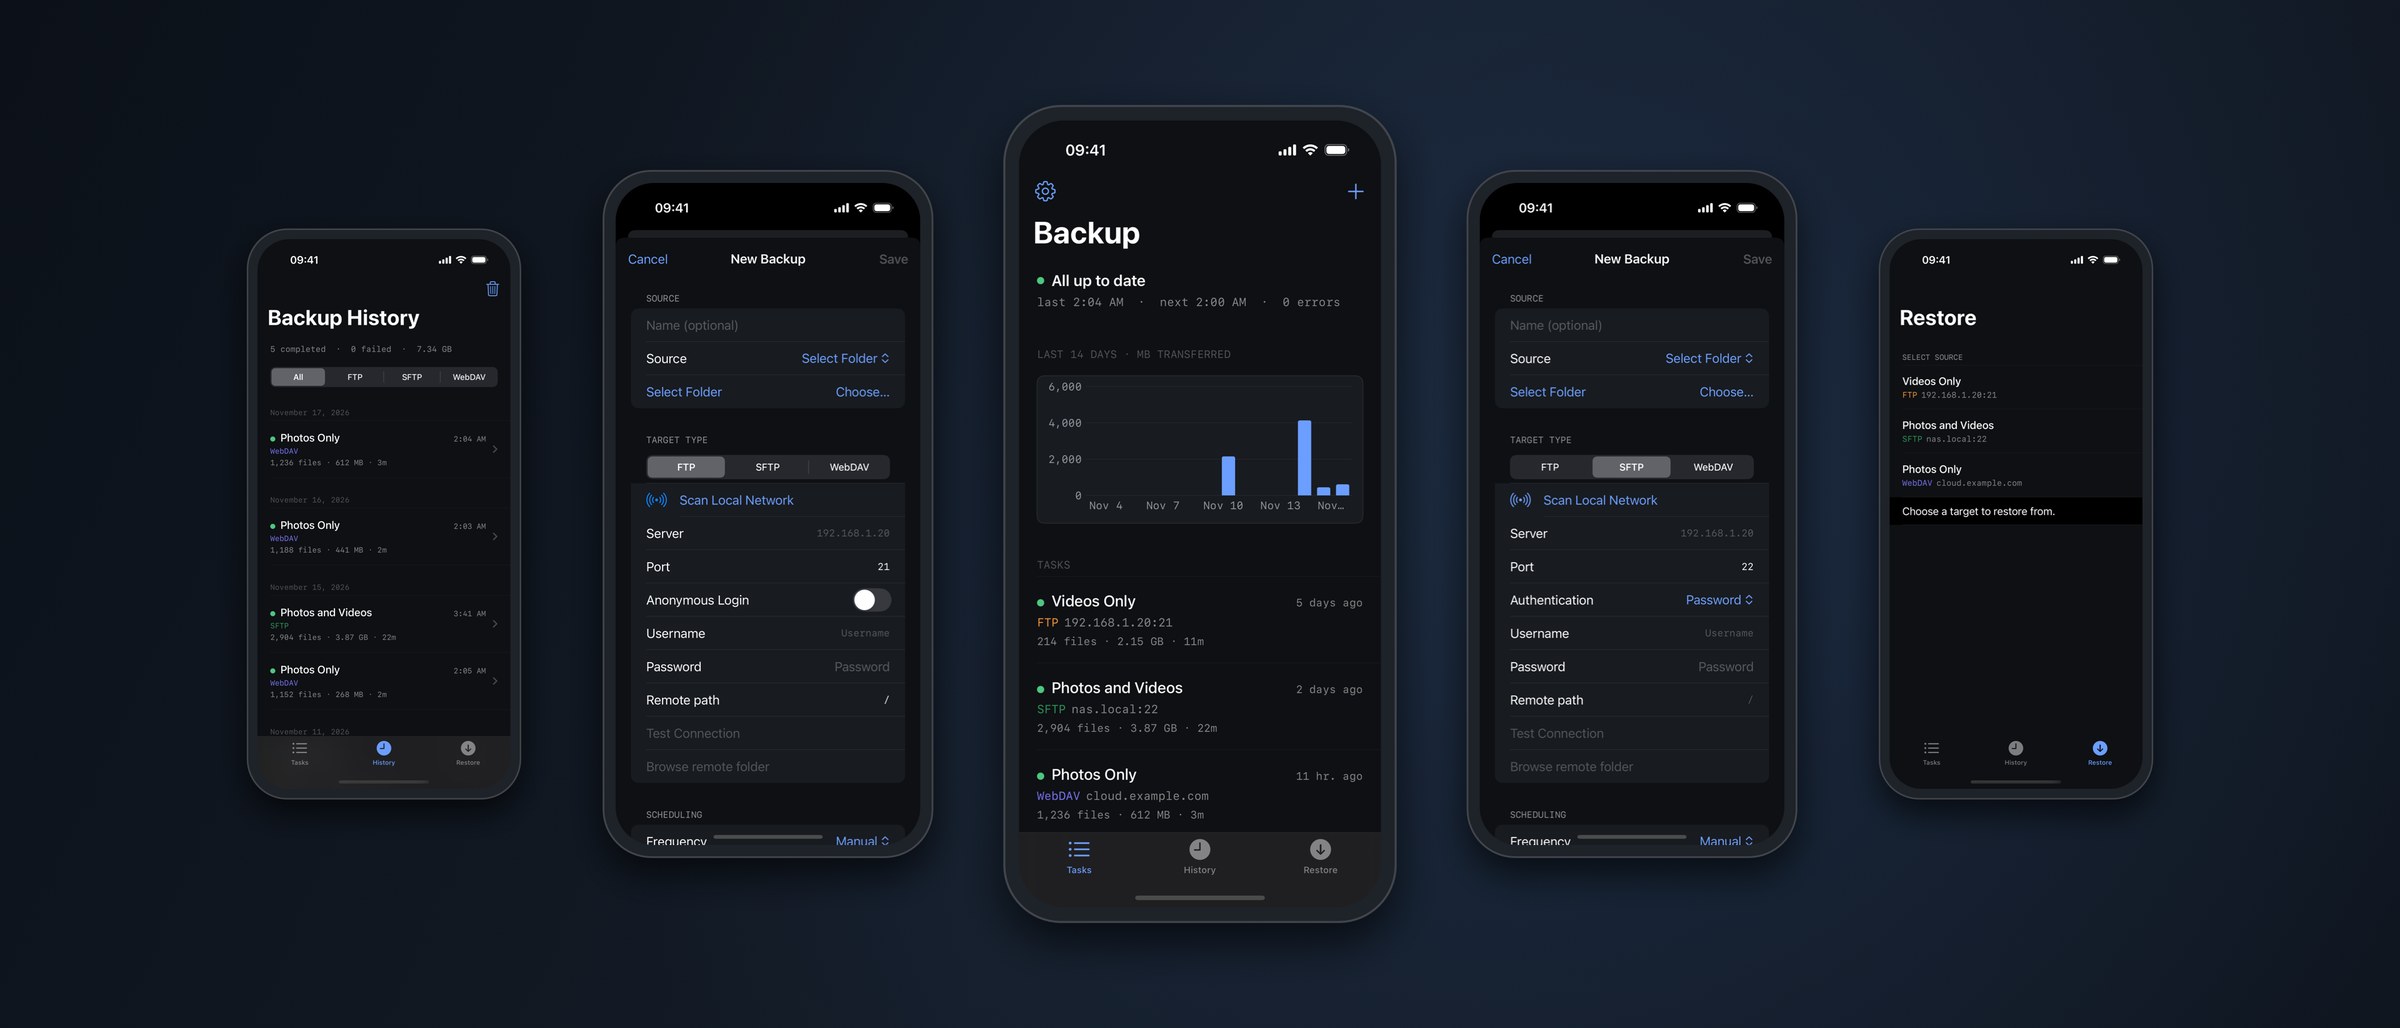 09:41
Backup History
5 completed · 0 failed · 7.34 GB
All FTP SFTP WebDAV
November 17, 2026
Photos Only 2:04 AM
WebDAV
1,236 files · 612 MB · 3m
November 16, 2026
Photos Only 2:03 AM
WebDAV
1,188 files · 441 MB · 2m
November 15, 2026
Photos and Videos 3:41 AM
SFTP
2,904 files · 3.87 GB · 22m
Photos Only 2:05 AM
WebDAV
1,152 files · 268 MB · 2m
November 11, 2026
Tasks History Restore
09:41
Cancel New Backup Save
SOURCE
Name (optional)
Source Select Folder
Select Folder Choose...
TARGET TYPE
FTP SFTP WebDAV
Scan Local Network
Server 192.168.1.20
Port 21
Anonymous Login
Username Username
Password Password
Remote path /
Test Connection
Browse remote folder
SCHEDULING
Frequency Manual
09:41
Backup
All up to date
last 2:04 AM · next 2:00 AM · 0 errors
LAST 14 DAYS · MB TRANSFERRED
6,000
4,000
2,000
0
Nov 4 Nov 7 Nov 10 Nov 13 Nov…
TASKS
Videos Only 5 days ago
FTP 192.168.1.20:21
214 files · 2.15 GB · 11m
Photos and Videos 2 days ago
SFTP nas.local:22
2,904 files · 3.87 GB · 22m
Photos Only 11 hr. ago
WebDAV cloud.example.com
1,236 files · 612 MB · 3m
Tasks History Restore
09:41
Cancel New Backup Save
SOURCE
Name (optional)
Source Select Folder
Select Folder Choose...
TARGET TYPE
FTP SFTP WebDAV
Scan Local Network
Server 192.168.1.20
Port 22
Authentication Password
Username Username
Password Password
Remote path /
Test Connection
Browse remote folder
SCHEDULING
Frequency Manual
09:41
Restore
SELECT SOURCE
Videos Only
FTP 192.168.1.20:21
Photos and Videos
SFTP nas.local:22
Photos Only
WebDAV cloud.example.com
Choose a target to restore from.
Tasks History Restore